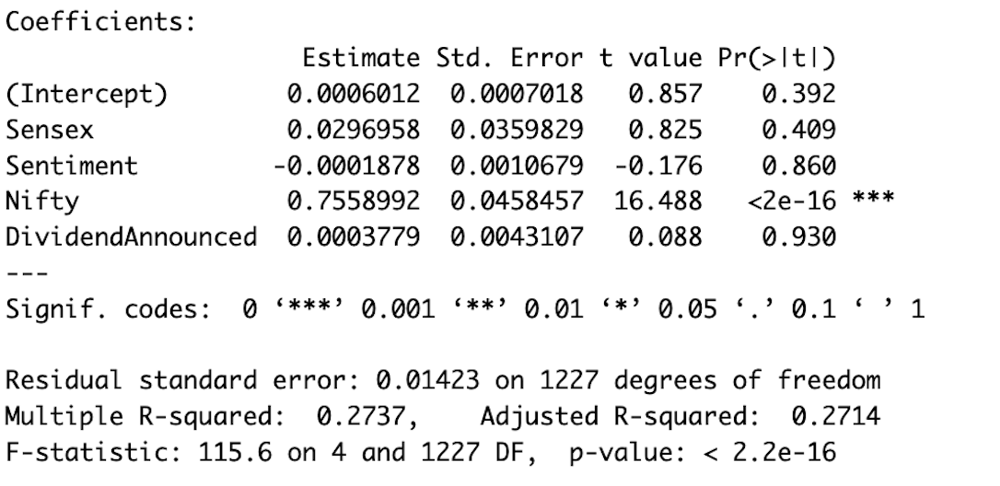 Coefficients:
Estimate Std. Error t value Pr(>|t|)
(Intercept) 0.0006012 0.0007018 0.857 0.392
Sensex 0.0296958 0.0359829 0.825 0.409
Sentiment -0.0001878 0.0010679 -0.176 0.860
Nifty 0.7558992 0.0458457 16.488 <2e-16 ***
DividendAnnounced 0.0003779 0.0043107 0.088 0.930
---
Signif. codes: 0 ‘***’ 0.001 ‘**’ 0.01 ‘*’ 0.05 ‘.’ 0.1 ‘ ’ 1
Residual standard error: 0.01423 on 1227 degrees of freedom
Multiple R-squared: 0.2737, Adjusted R-squared: 0.2714
F-statistic: 115.6 on 4 and 1227 DF, p-value: < 2.2e-16